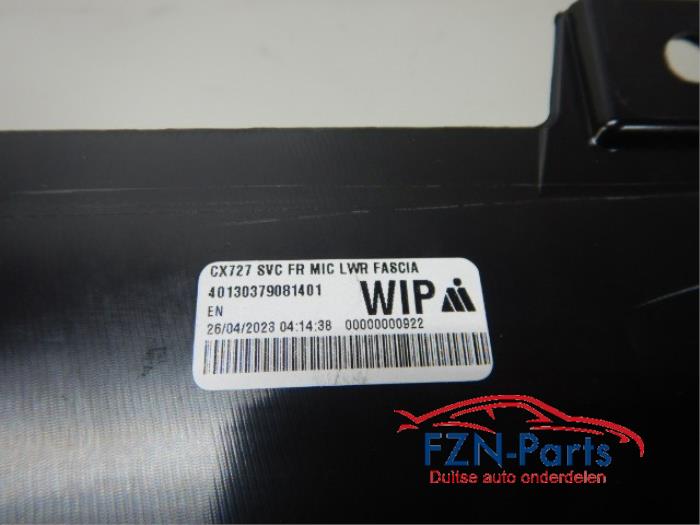 CX727 SVC FR MIC LWR FASCIA
40130379081401
WIP
EN
26/04/2023 04:14:38 00000000922
FZN-Parts
Duitse auto onderdelen